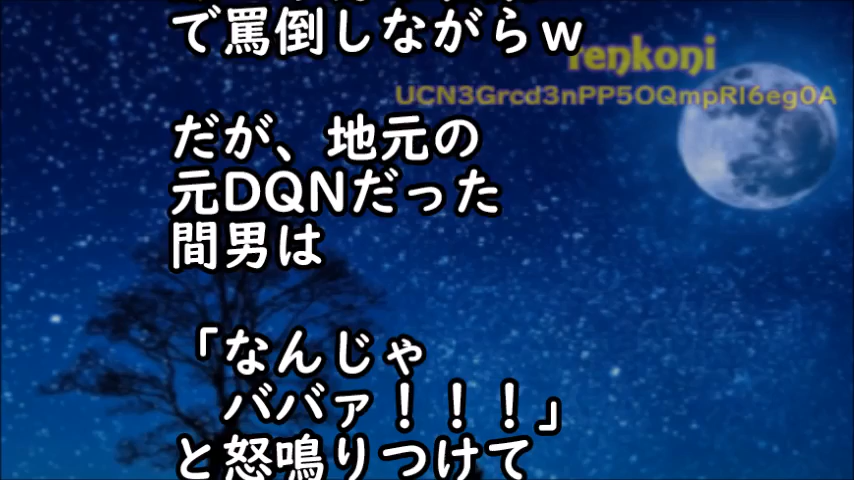 で罵倒しながらｗ
renkoni
UCN3Grcd3nPP5OQmpRI6eg0A
だが、地元の
元DQNだった
間男は
「なんじゃ
ババァ！！！」
と怒鳴りつけて